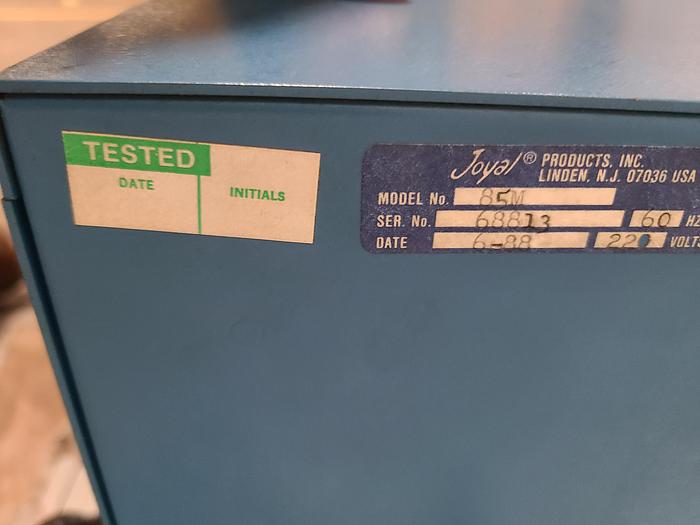 TESTED
DATE
INITIALS
Joyal® PRODUCTS, INC.
LINDEN, N.J. 07036 USA
MODEL No. 85M
SER. No. 68813 60 HZ
DATE 6-88 220 VOLTS